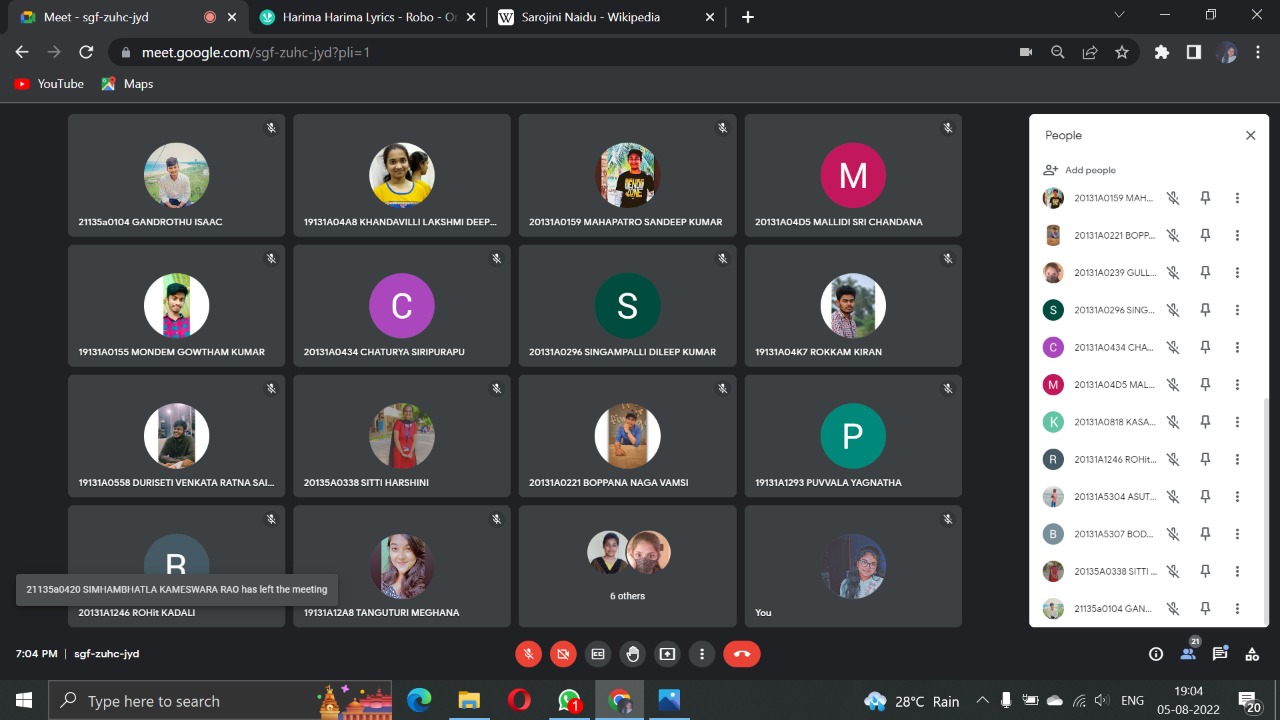 Meet - sgf-zuhc-jyd
Harima Harima Lyrics - Robo - O
Sarojini Naidu - Wikipedia
meet.google.com/sgf-zuhc-jyd?pli=1
YouTube
Maps
21135a0104 GANDROTHU ISAAC
19131A04A8 KHANDAVILLI LAKSHMI DEEP...
20131A0159 MAHAPATRO SANDEEP KUMAR
M
20131A04D5 MALLIDI SRI CHANDANA
19131A0155 MONDEM GOWTHAM KUMAR
C
20131A0434 CHATURYA SIRIPURAPU
S
20131A0296 SINGAMPALLI DILEEP KUMAR
19131A04K7 ROKKAM KIRAN
19131A0558 DURISETI VENKATA RATNA SAI...
20135A0338 SITTI HARSHINI
20131A0221 BOPPANA NAGA VAMSI
P
19131A1293 PUVVALA YAGNATHA
R
20131A1246 ROHit KADALI
21135a0420 SIMHAMBHATLA KAMESWARA RAO has left the meeting
19131A12A8 TANGUTURI MEGHANA
6 others
You
People
Add people
20131A0159 MAH...
20131A0221 BOPP...
20131A0239 GULL...
S 20131A0296 SING...
C 20131A0434 CHA...
M 20131A04D5 MAL...
K 20131A0818 KASA...
R 20131A1246 ROHit...
20131A5304 ASUT...
B 20131A5307 BOD...
20135A0338 SITTI ...
21135a0104 GAN...
7:04 PM | sgf-zuhc-jyd
21
Type here to search
1
28°C Rain
ENG
19:04
05-08-2022
20